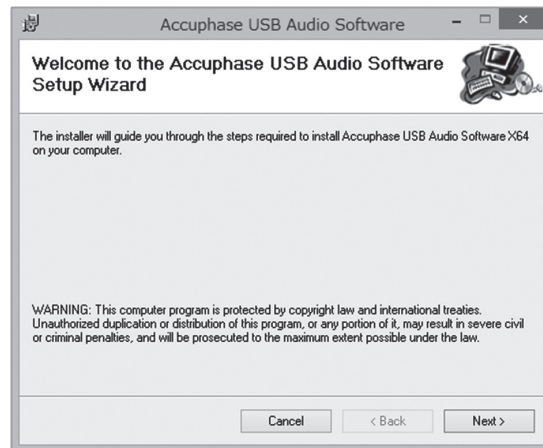 Accuphase USB Audio Software
Welcome to the Accuphase USB Audio Software
Setup Wizard
The installer will guide you through the steps required to install Accuphase USB Audio Software X64
on your computer.
WARNING: This computer program is protected by copyright law and international treaties.
Unauthorized duplication or distribution of this program, or any portion of it, may result in severe civil
or criminal penalties, and will be prosecuted to the maximum extent possible under the law.
Cancel < Back Next >